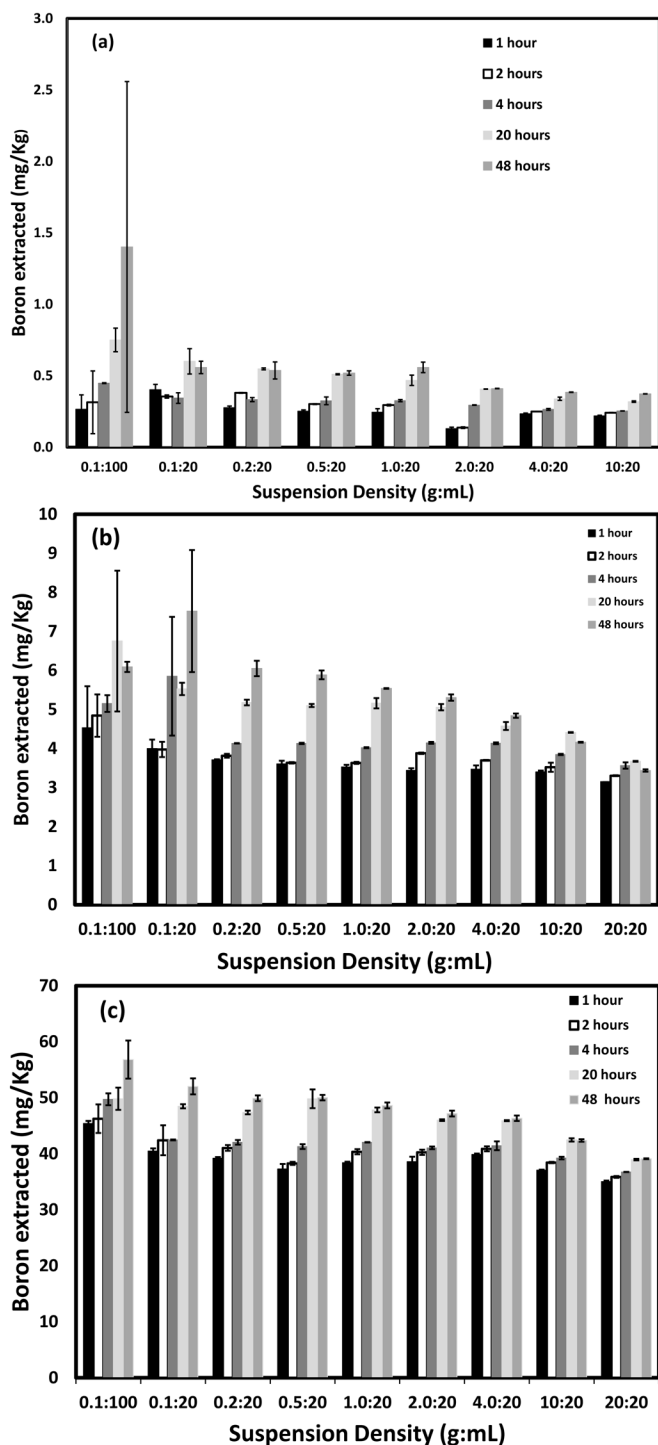 (a)
1 hour
2 hours
4 hours
20 hours
48 hours
Boron extracted (mg/Kg)
3.0
2.5
2.0
1.5
1.0
0.5
0.0
0.1:100 0.1:20 0.2:20 0.5:20 1.0:20 2.0:20 4.0:20 10:20
Suspension Density (g:mL)
(b)
1 hour
2 hours
4 hours
20 hours
48 hours
Boron extracted (mg/Kg)
10
9
8
7
6
5
4
3
2
1
0
0.1:100 0.1:20 0.2:20 0.5:20 1.0:20 2.0:20 4.0:20 10:20 20:20
Suspension Density (g:mL)
(c)
1 hour
2 hours
4 hours
20 hours
48 hours
Boron extracted (mg/Kg)
70
60
50
40
30
20
10
0
0.1:100 0.1:20 0.2:20 0.5:20 1.0:20 2.0:20 4.0:20 10:20 20:20
Suspension Density (g:mL)